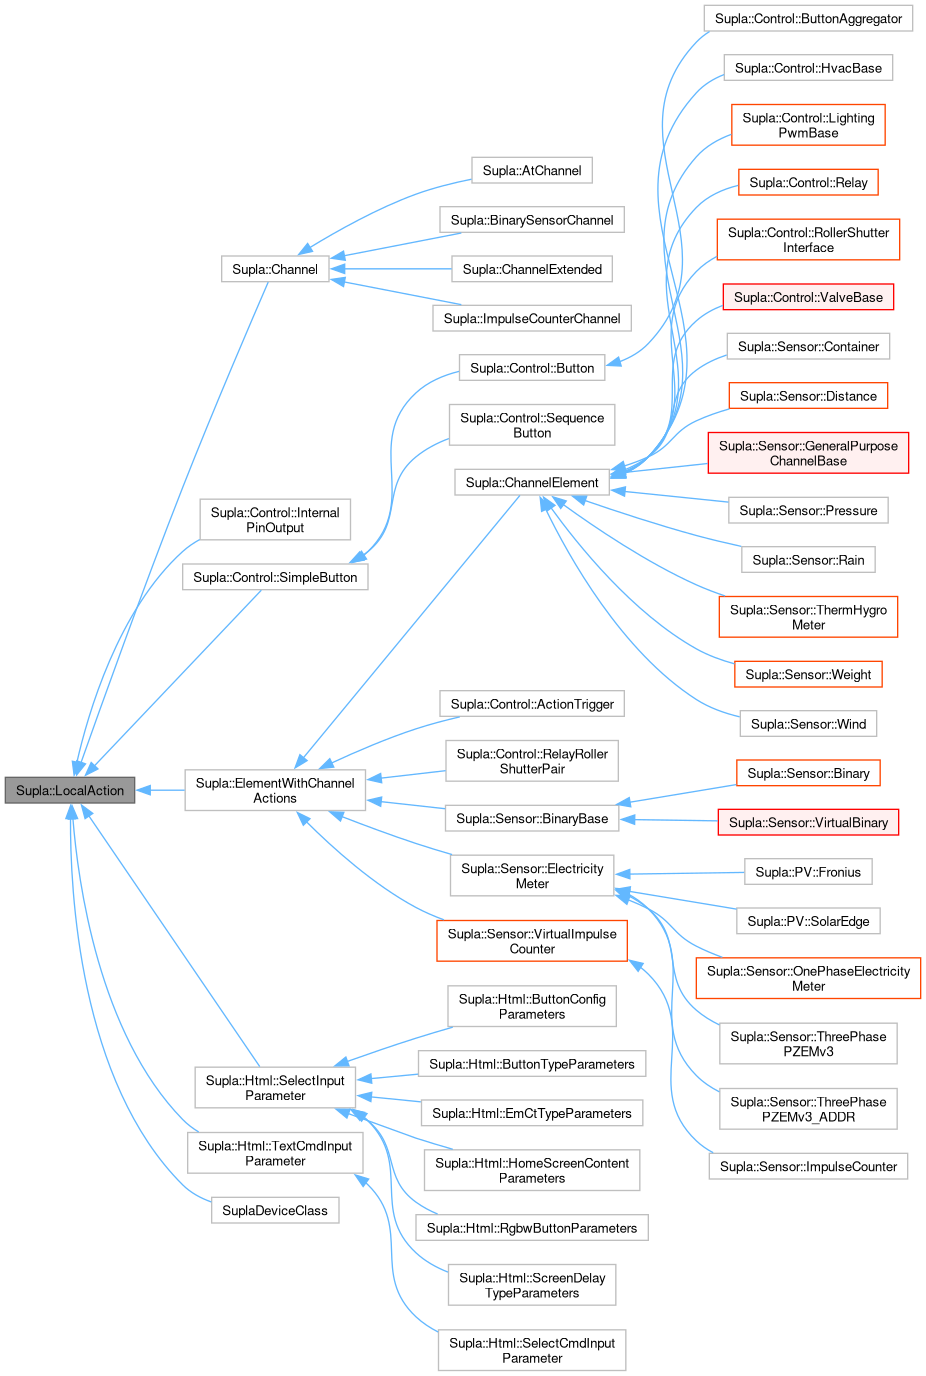 Supla::LocalAction
Supla::Channel
Supla::AtChannel
Supla::BinarySensorChannel
Supla::ChannelExtended
Supla::ImpulseCounterChannel
Supla::Control::Internal
PinOutput
Supla::Control::SimpleButton
Supla::Control::Button
Supla::Control::ButtonAggregator
Supla::Control::Sequence
Button
Supla::ElementWithChannel
Actions
Supla::ChannelElement
Supla::Control::HvacBase
Supla::Control::Lighting
PwmBase
Supla::Control::Relay
Supla::Control::RollerShutter
Interface
Supla::Control::ValveBase
Supla::Sensor::Container
Supla::Sensor::Distance
Supla::Sensor::GeneralPurpose
ChannelBase
Supla::Sensor::Pressure
Supla::Sensor::Rain
Supla::Sensor::ThermHygro
Meter
Supla::Sensor::Weight
Supla::Sensor::Wind
Supla::Control::ActionTrigger
Supla::Control::RelayRoller
ShutterPair
Supla::Sensor::BinaryBase
Supla::Sensor::Binary
Supla::Sensor::VirtualBinary
Supla::Sensor::Electricity
Meter
Supla::PV::Fronius
Supla::PV::SolarEdge
Supla::Sensor::OnePhaseElectricity
Meter
Supla::Sensor::ThreePhase
PZEMv3
Supla::Sensor::ThreePhase
PZEMv3_ADDR
Supla::Sensor::VirtualImpulse
Counter
Supla::Sensor::ImpulseCounter
Supla::Html::SelectInput
Parameter
Supla::Html::ButtonConfig
Parameters
Supla::Html::ButtonTypeParameters
Supla::Html::EmCtTypeParameters
Supla::Html::HomeScreenContent
Parameters
Supla::Html::RgbwButtonParameters
Supla::Html::ScreenDelay
TypeParameters
Supla::Html::TextCmdInput
Parameter
Supla::Html::SelectCmdInput
Parameter
SuplaDeviceClass